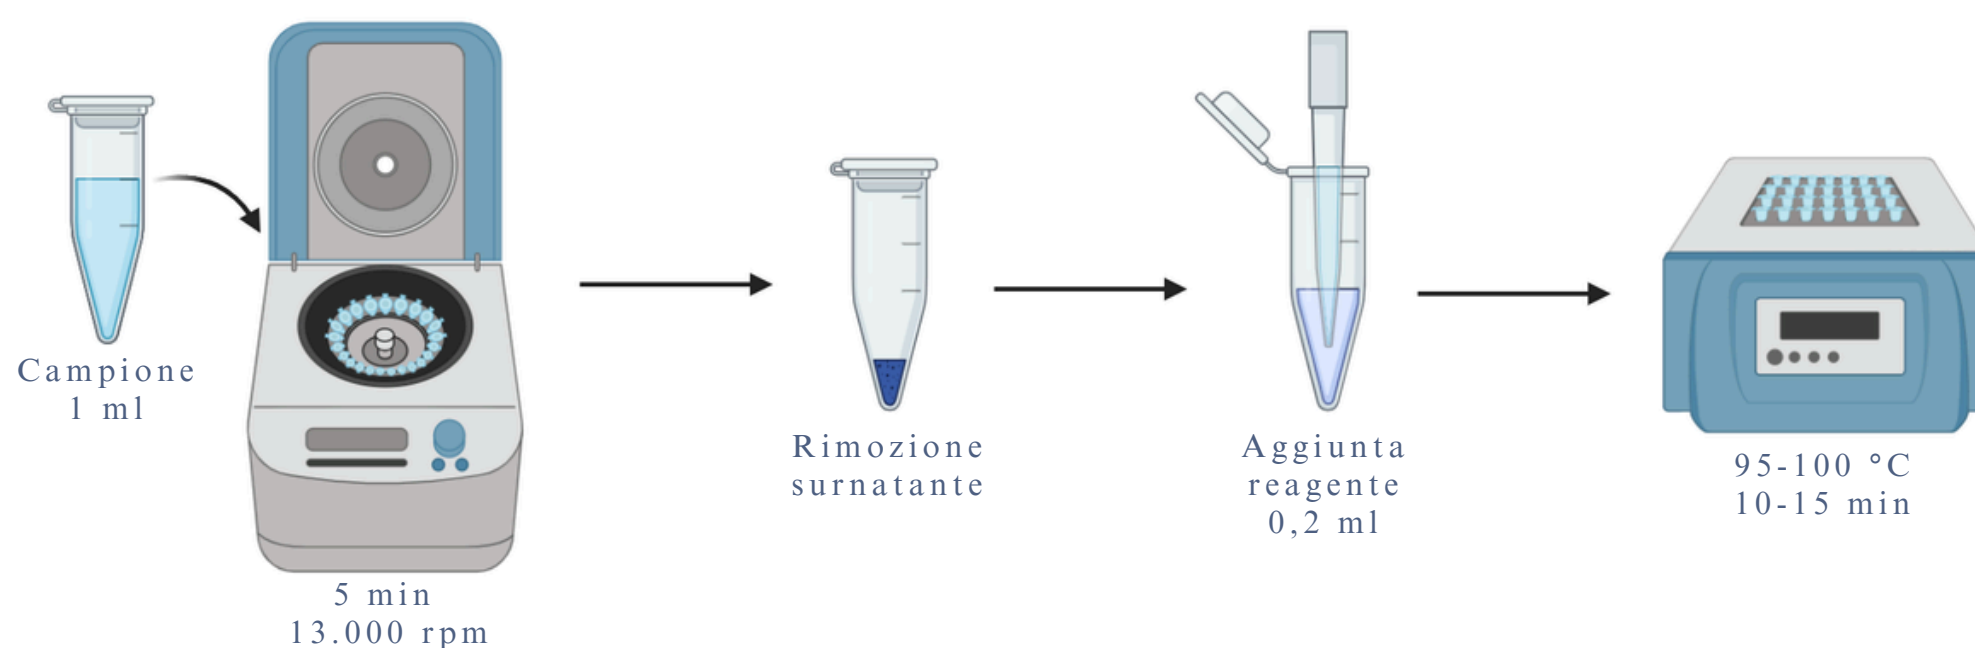 Campione
1 ml
5 min
13.000 rpm
Rimozione
surnatante
Aggiunta
reagente
0,2 ml
95-100 °C
10-15 min